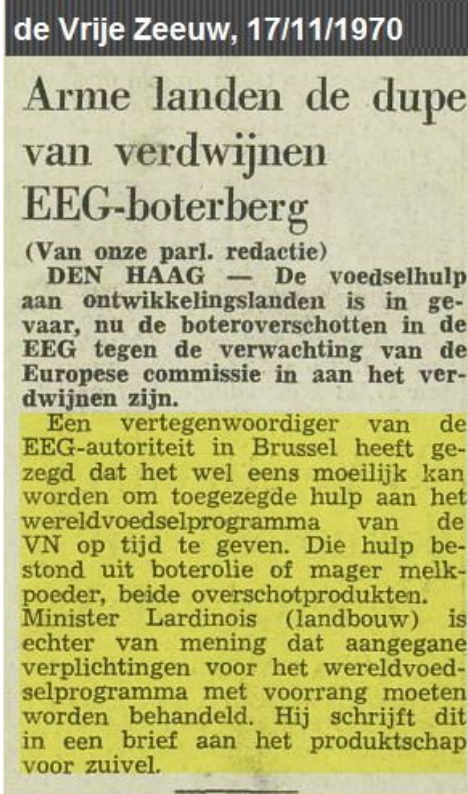 de Vrije Zeeuw, 17/11/1970
Arme landen de dupe
van verdwijnen
EEG-boterberg
(Van onze parl. redactie)
DEN HAAG — De voedselhulp
aan ontwikkelingslanden is in ge-
vaar, nu de boteroverschotten in de
EEG tegen de verwachting van de
Europese commissie in aan het ver-
dwijnen zijn.
Een vertegenwoordiger van de
EEG-autoriteit in Brussel heeft ge-
zegd dat het wel eens moeilijk kan
worden om toegezegde hulp aan het
wereldvoedselprogramma van de
VN op tijd te geven. Die hulp be-
stond uit boterolie of mager melk-
poeder, beide overschotprodukten.
Minister Lardinois (landbouw) is
echter van mening dat aangegane
verplichtingen voor het wereldvoed-
selprogramma met voorrang moeten
worden behandeld. Hij schrijft dit
in een brief aan het produktschap
voor zuivel.